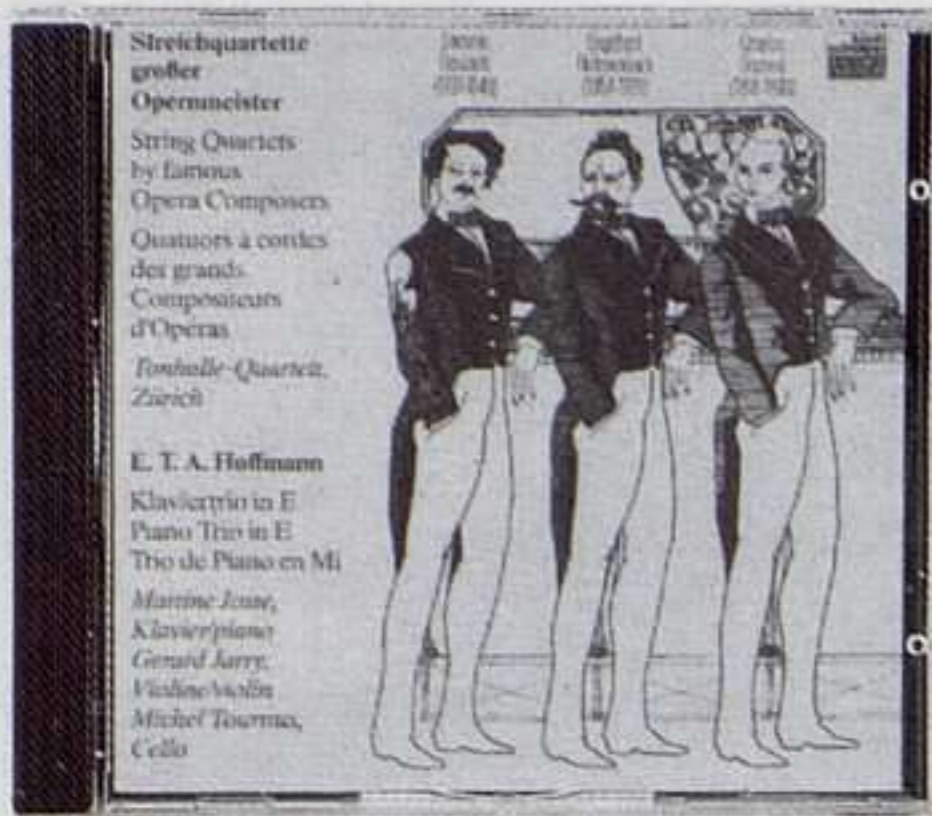 Streichquartette
großer
Opernmeister
String Quartets
by famous
Opera Composers
Quatuors à cordes
des grands
Compositeurs
d'Opéras
Tonhalle-Quartett,
Zürich
E. T. A. Hoffmann
Klaviertrio in E
Piano Trio in E
Trio de Piano en Mi
Martine Joste,
Klavier/piano
Gerard Jarry,
Violine/violin
Michel Tournus,
Cello